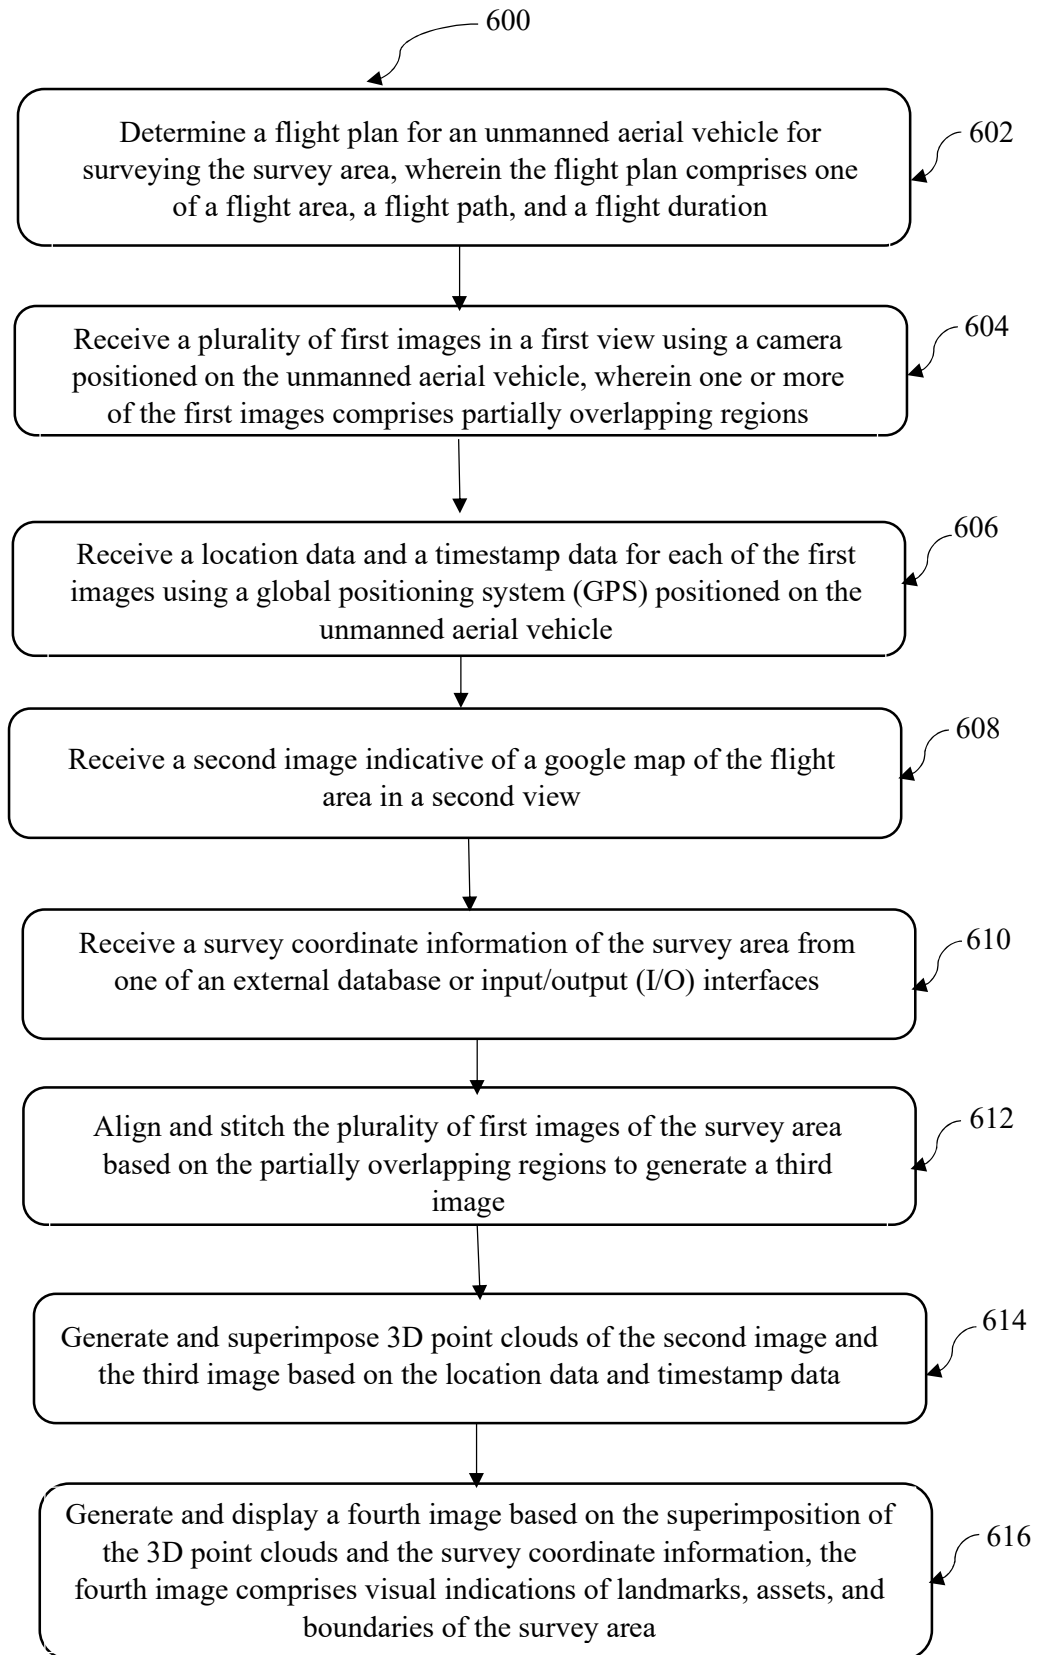 600
Determine a flight plan for an unmanned aerial vehicle for
surveying the survey area, wherein the flight plan comprises one
of a flight area, a flight path, and a flight duration
602
Receive a plurality of first images in a first view using a camera
positioned on the unmanned aerial vehicle, wherein one or more
of the first images comprises partially overlapping regions
604
Receive a location data and a timestamp data for each of the first
images using a global positioning system (GPS) positioned on the
unmanned aerial vehicle
606
Receive a second image indicative of a google map of the flight
area in a second view
608
Receive a survey coordinate information of the survey area from
one of an external database or input/output (I/O) interfaces
610
Align and stitch the plurality of first images of the survey area
based on the partially overlapping regions to generate a third
image
612
Generate and superimpose 3D point clouds of the second image and
the third image based on the location data and timestamp data
614
Generate and display a fourth image based on the superimposition of
the 3D point clouds and the survey coordinate information, the
fourth image comprises visual indications of landmarks, assets, and
boundaries of the survey area
616